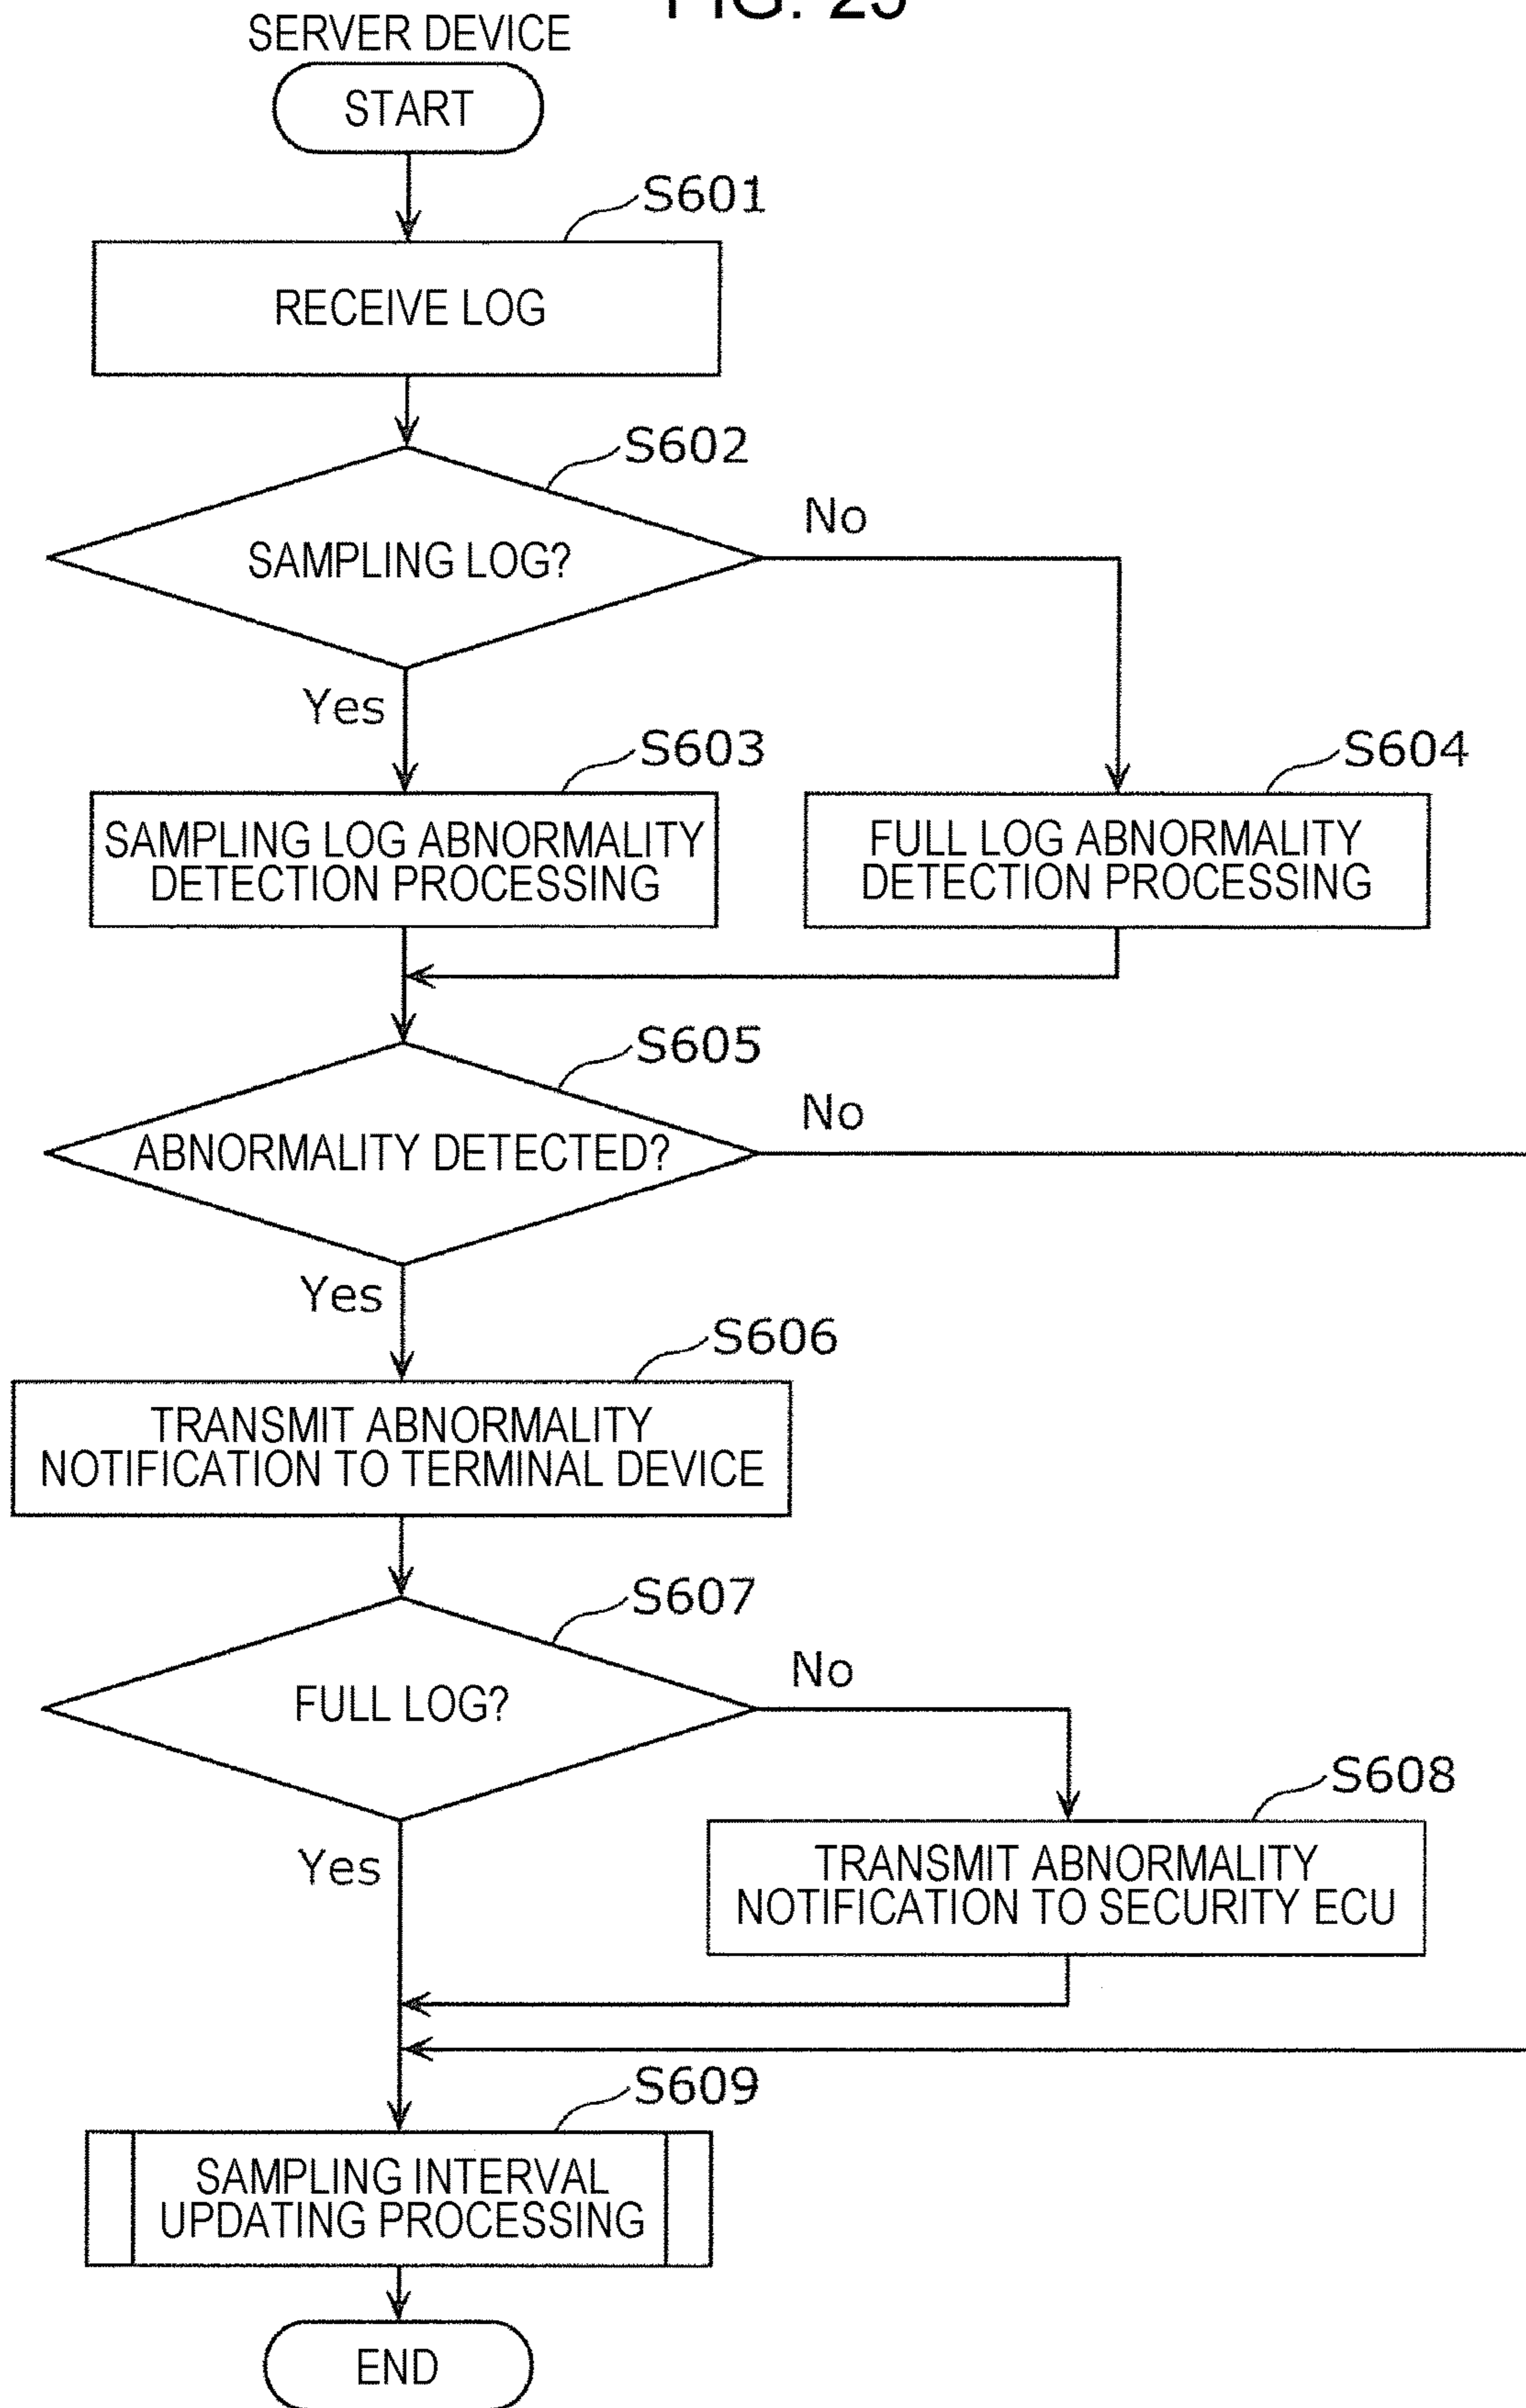 SERVER DEVICE
START
S601
RECEIVE LOG
S602
SAMPLING LOG?
No
Yes
S603
SAMPLING LOG ABNORMALITY
DETECTION PROCESSING
S604
FULL LOG ABNORMALITY
DETECTION PROCESSING
S605
ABNORMALITY DETECTED?
No
Yes
S606
TRANSMIT ABNORMALITY
NOTIFICATION TO TERMINAL DEVICE
S607
FULL LOG?
No
Yes
S608
TRANSMIT ABNORMALITY
NOTIFICATION TO SECURITY ECU
S609
SAMPLING INTERVAL
UPDATING PROCESSING
END